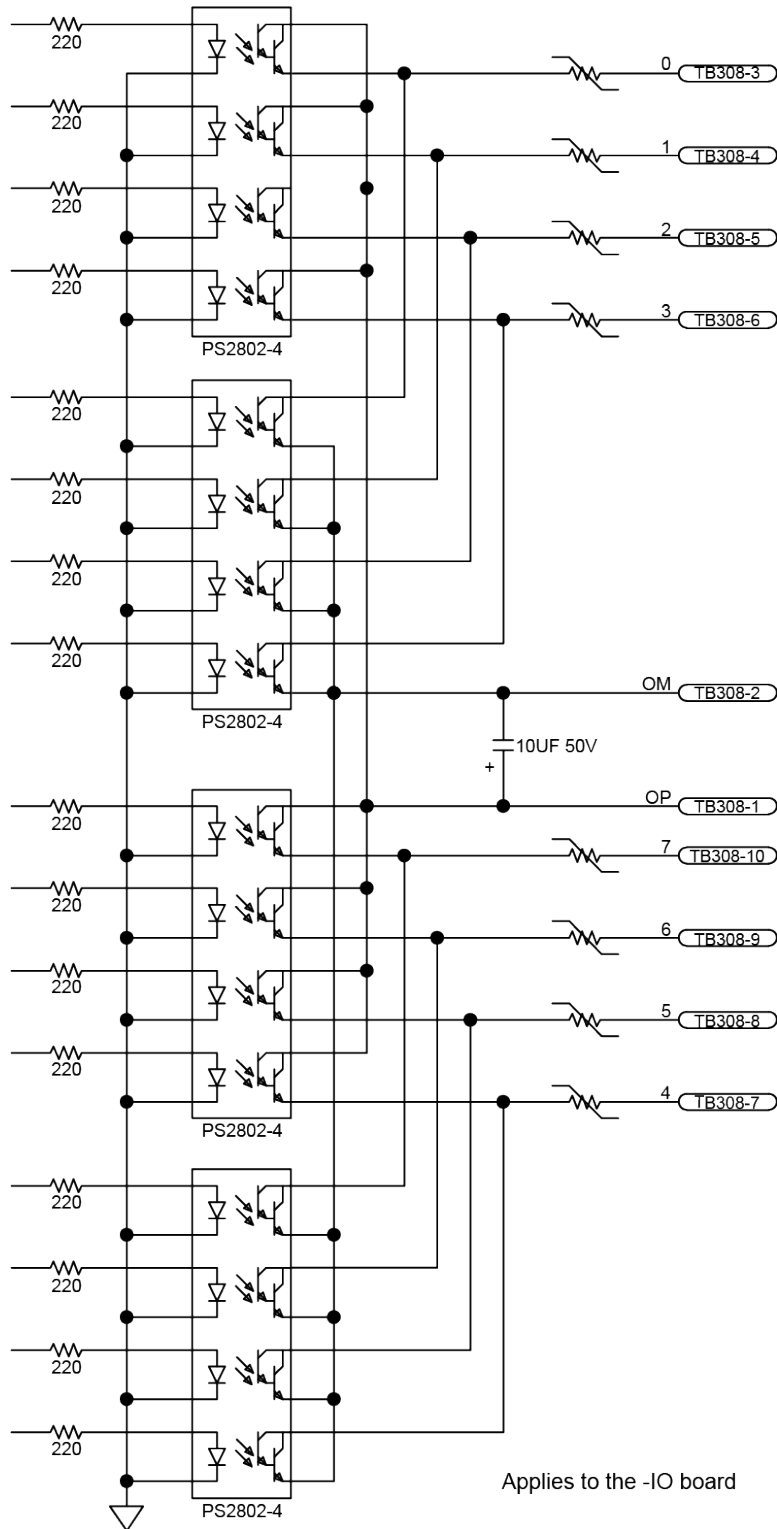 220
0 TB308-3
220
1 TB308-4
220
2 TB308-5
220
3 TB308-6
PS2802-4
220
220
220
220
OM TB308-2
PS2802-4
10UF 50V
+
OP TB308-1
220
7 TB308-10
220
6 TB308-9
220
5 TB308-8
220
4 TB308-7
PS2802-4
220
220
220
220
Applies to the -IO board
PS2802-4